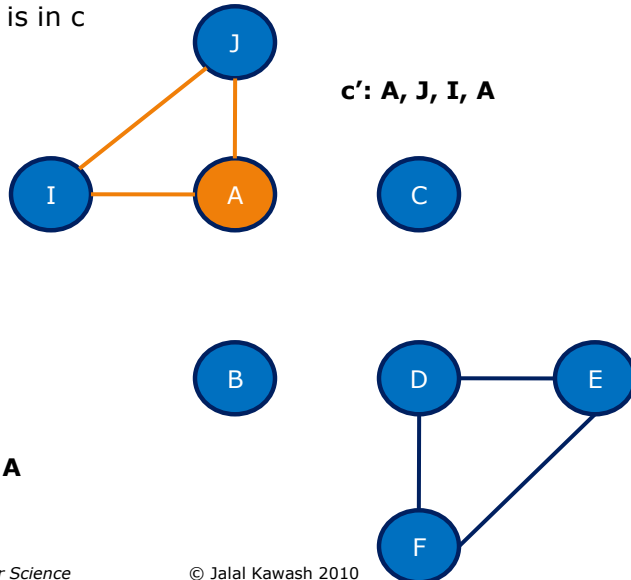 is in c
J
c': A, J, I, A
I A C
B D E
A
F
r Science © Jalal Kawash 2010